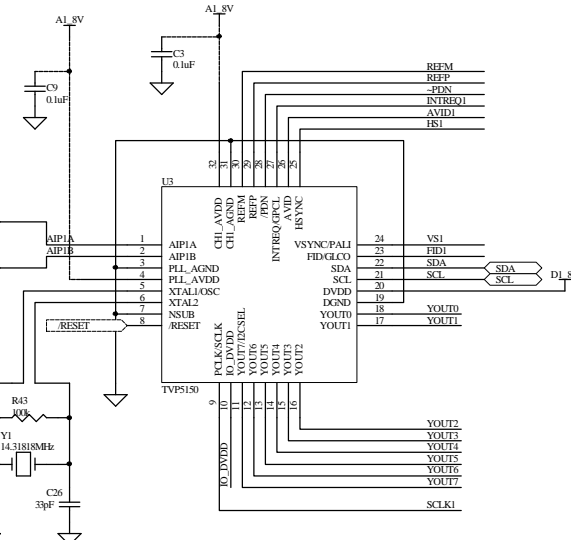 A1_8V
A1_8V
C3
0.1uF
C9
0.1uF
REFM
REFP
~PDN
INTREQ1
AVID1
HS1
32
31
30
29
28
27
26
25
U3
CH1_AVDD
CH1_AGND
REFM
REFP
/PDN
INTREQ/GPCL
AVID
HSYNC
AIP1A 1 AIP1A
AIP1B 2 AIP1B
3 PLL_AGND
4 PLL_AVDD
5 XTAL1/OSC
6 XTAL2
7 NSUB
/RESET 8 /RESET
VSYNC/PALI 24 VS1
FID/GLCO 23 FID1
SDA 22 SDA SDA
SCL 21 SCL SCL
DVDD 20 D1_8
DGND 19
YOUT0 18 YOUT0
YOUT1 17 YOUT1
PCLK/SCLK
IO_DVDD
YOUT7/I2CSEL
YOUT6
YOUT5
YOUT4
YOUT3
YOUT2
TVP5150
9
10
11
12
13
14
15
16
IO_DVDD
YOUT2
YOUT3
YOUT4
YOUT5
YOUT6
YOUT7
SCLK1
R43
100k
Y1
14.31818MHz
C26
33pF